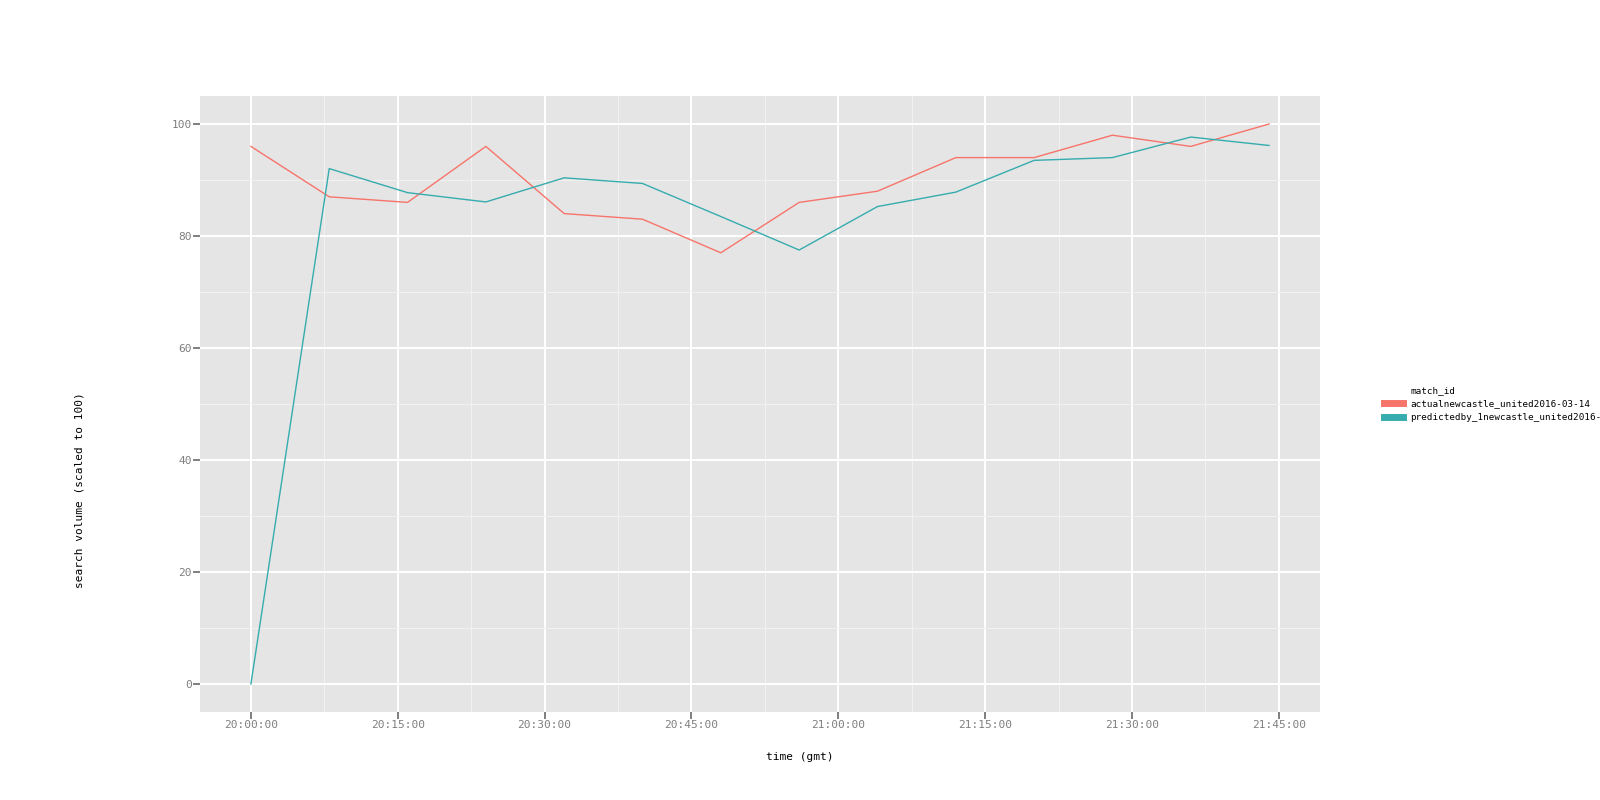 100
80
60
40
20
0
search volume (scaled to 100)
20:00:00 20:15:00 20:30:00 20:45:00 21:00:00 21:15:00 21:30:00 21:45:00
time (gmt)
match_id
actualnewcastle_united2016-03-14
predictedby_1newcastle_united2016-